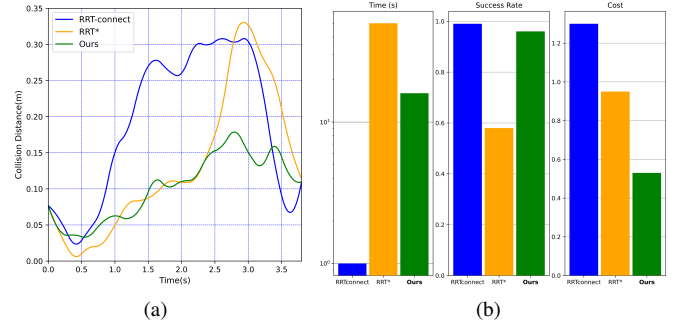 0.35
0.30
0.25
0.20
0.15
0.10
0.05
0.00
Collision Distance(m)
RRT-connect
RRT*
Ours
0.0 0.5 1.0 1.5 2.0 2.5 3.0 3.5
Time(s)
(a)
Time (s)
10¹
10⁰
RRTconnect RRT* Ours
Success Rate
1.0
0.8
0.6
0.4
0.2
0.0
RRTconnect RRT* Ours
Cost
1.2
1.0
0.8
0.6
0.4
0.2
0.0
RRTconnect RRT* Ours
(b)